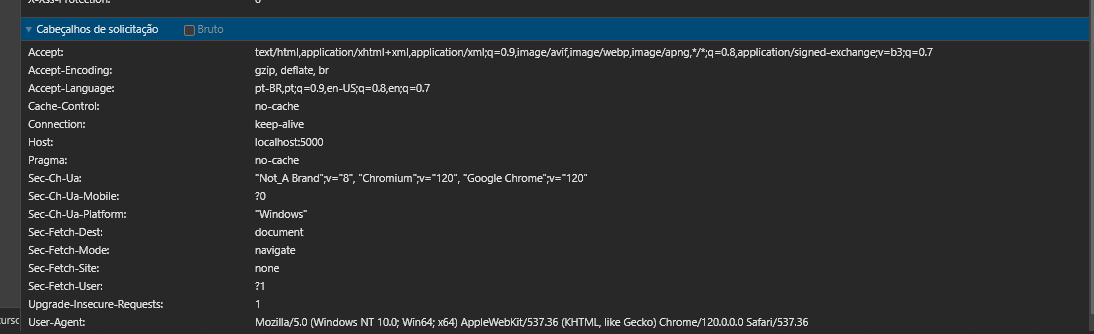 X-Xss-Protection: 0
Cabeçalhos de solicitação Bruto
Accept: text/html,application/xhtml+xml,application/xml;q=0.9,image/avif,image/webp,image/apng,*/*;q=0.8,application/signed-exchange;v=b3;q=0.7
Accept-Encoding: gzip, deflate, br
Accept-Language: pt-BR,pt;q=0.9,en-US;q=0.8,en;q=0.7
Cache-Control: no-cache
Connection: keep-alive
Host: localhost:5000
Pragma: no-cache
Sec-Ch-Ua: "Not_A Brand";v="8", "Chromium";v="120", "Google Chrome";v="120"
Sec-Ch-Ua-Mobile: ?0
Sec-Ch-Ua-Platform: "Windows"
Sec-Fetch-Dest: document
Sec-Fetch-Mode: navigate
Sec-Fetch-Site: none
Sec-Fetch-User: ?1
Upgrade-Insecure-Requests: 1
curso
User-Agent: Mozilla/5.0 (Windows NT 10.0; Win64; x64) AppleWebKit/537.36 (KHTML, like Gecko) Chrome/120.0.0.0 Safari/537.36